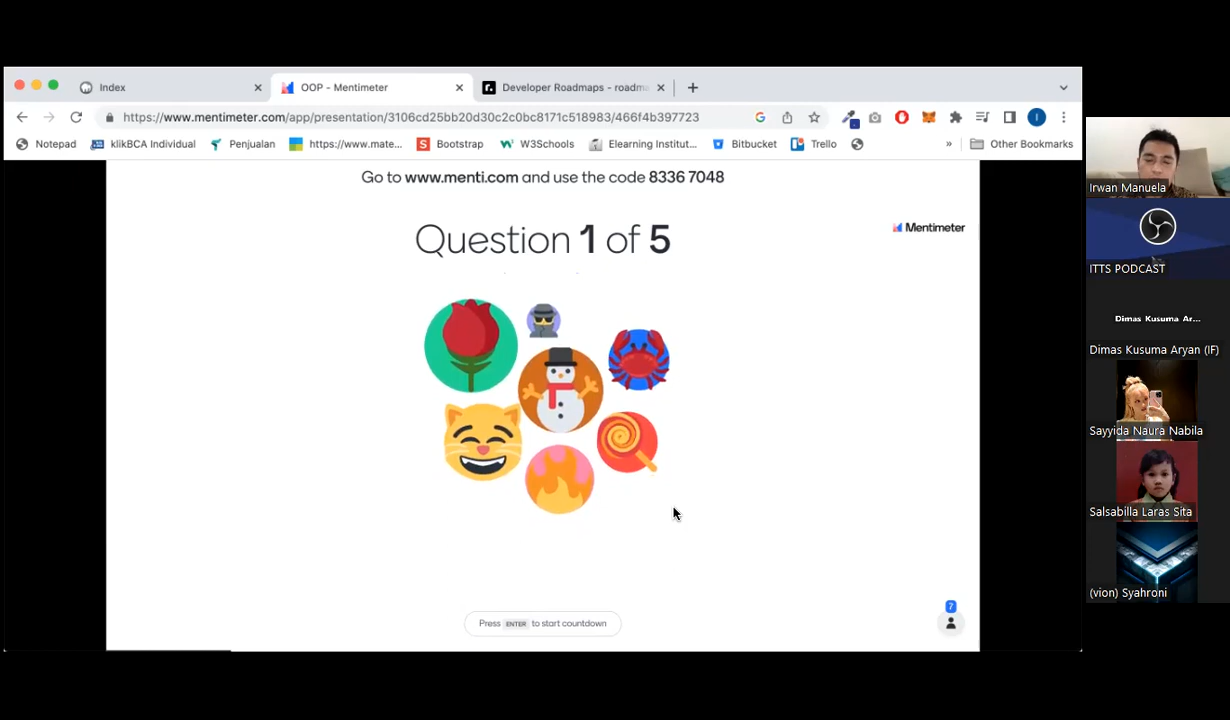 Index
OOP - Mentimeter
Developer Roadmaps - roadma
https://www.mentimeter.com/app/presentation/3106cd25bb20d30c2c0bc8171c518983/466f4b397723
Notepad
klikBCA Individual
Penjualan
https://www.mate...
Bootstrap
W3Schools
Elearning Institut...
Bitbucket
Trello
»
Other Bookmarks
Go to www.menti.com and use the code 8336 7048
Mentimeter
Question 1 of 5
Press ENTER to start countdown
7
Irwan Manuela
ITTS PODCAST
Dimas Kusuma Ar...
Dimas Kusuma Aryan (IF)
Sayyida Naura Nabila
Salsabilla Laras Sita
(vion) Syahroni